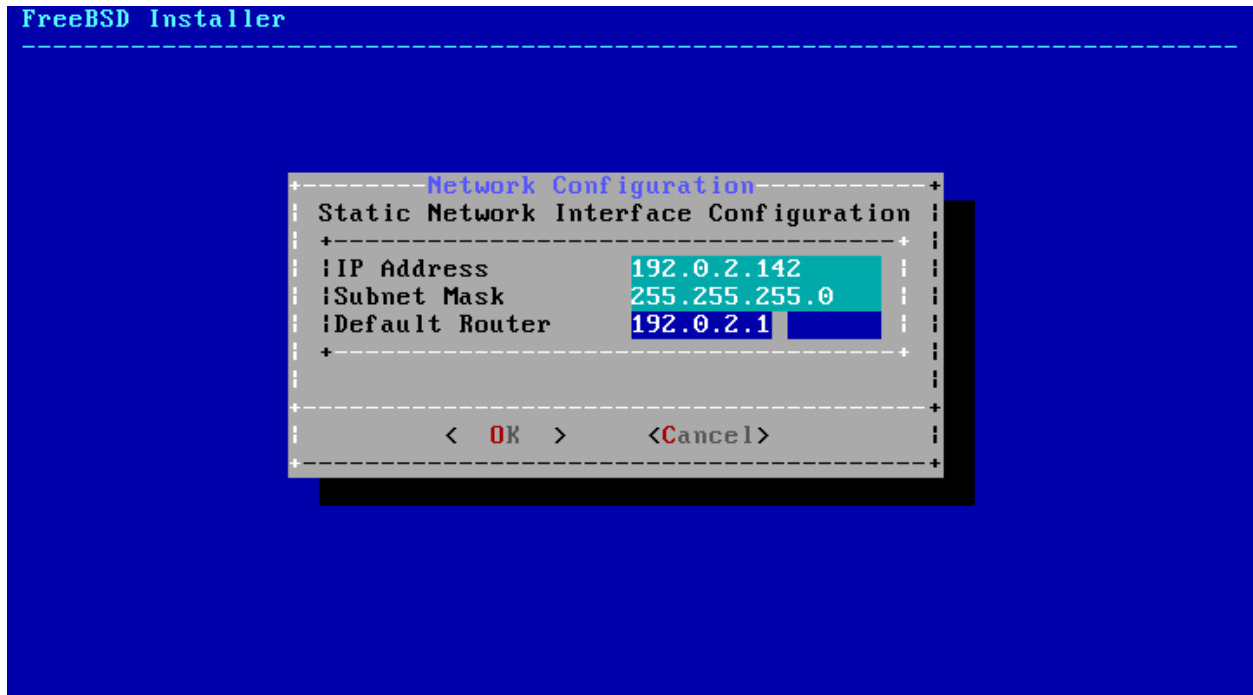 FreeBSD Installer
Network Configuration
Static Network Interface Configuration
IP Address 192.0.2.142
Subnet Mask 255.255.255.0
Default Router 192.0.2.1
< OK > <Cancel>